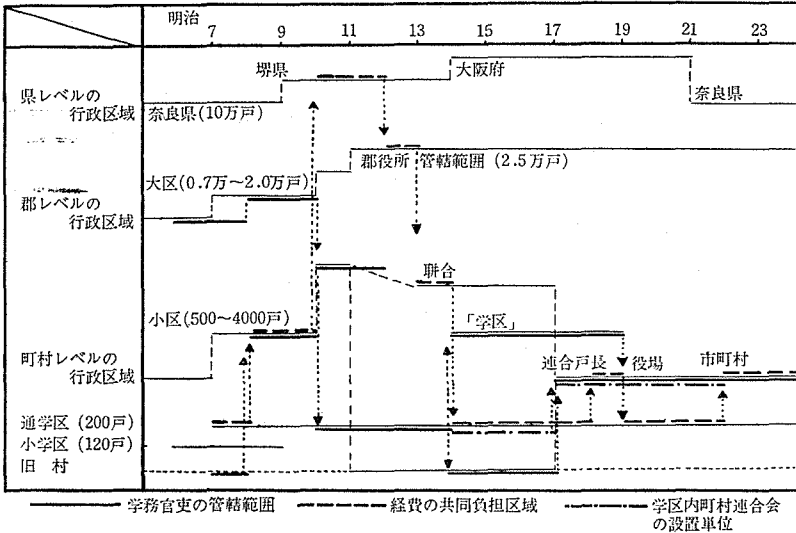 明治
7 9 11 13 15 17 19 21 23
堺県
大阪府
県レベルの
行政区域
奈良県(10万戸)
奈良県
郡役所 管轄範囲 (2.5万戸)
大区(0.7万～2.0万戸)
郡レベルの
行政区域
聯合
小区(500～4000戸)
「学区」
町村レベルの
行政区域
連合戸長 役場
市町村
通学区 (200戸)
小学区 (120戸)
旧 村
学務官吏の管轄範囲
経費の共同負担区域
学区内町村連合会
の設置単位